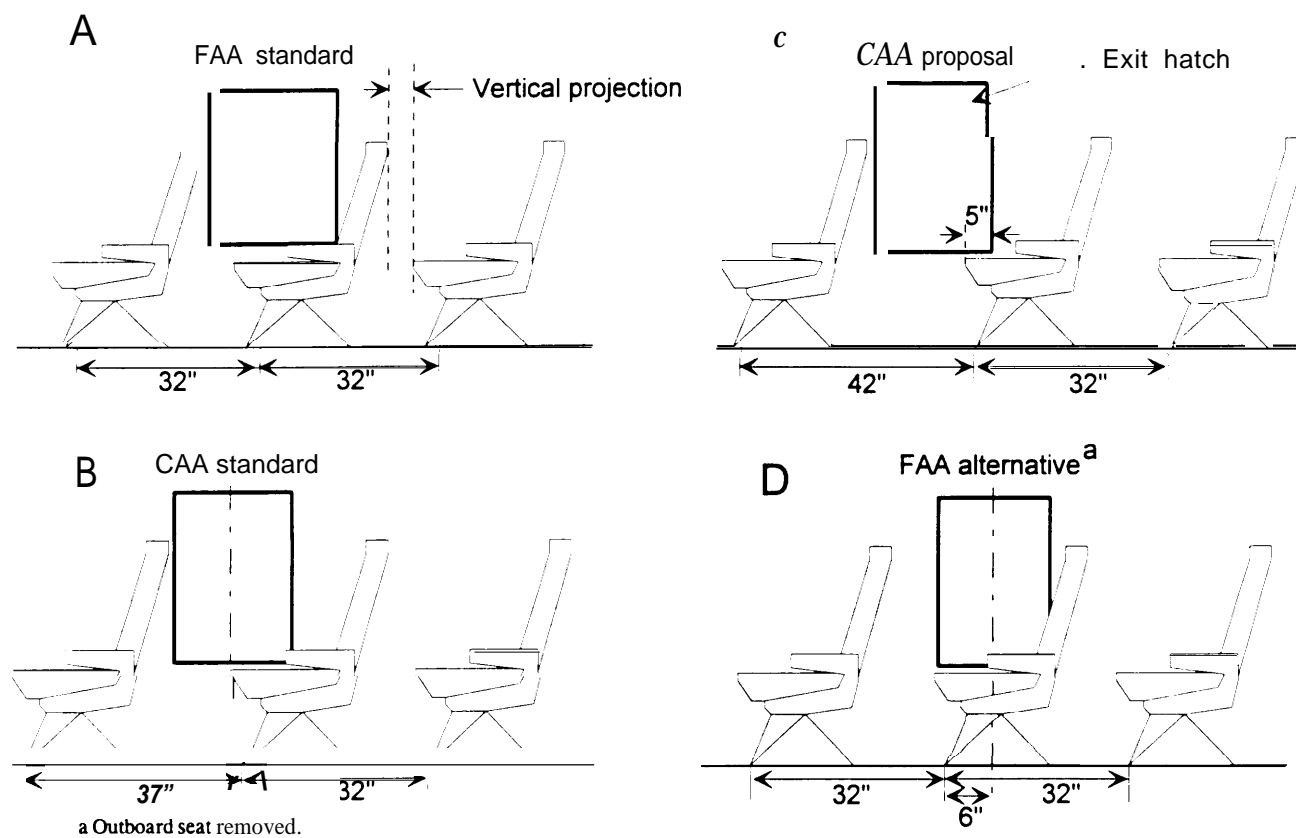 A
FAA standard
Vertical projection
32" 32"
c
CAA proposal
. Exit hatch
5"
42" 32"
B
CAA standard
37" 32"
a Outboard seat removed.
D
FAA alternative a
32" 32"
6"